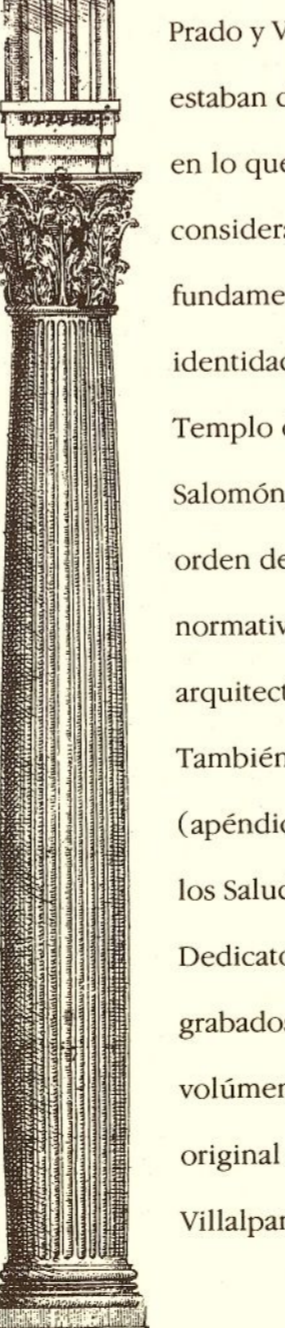 Prado y V
estaban d
en lo que
considera
fundame
identidad
Templo
Salomón
orden de
normativ
arquitect
También
(apéndic
los Saluc
Dedicato
grabados
volúmen
original
Villalpan